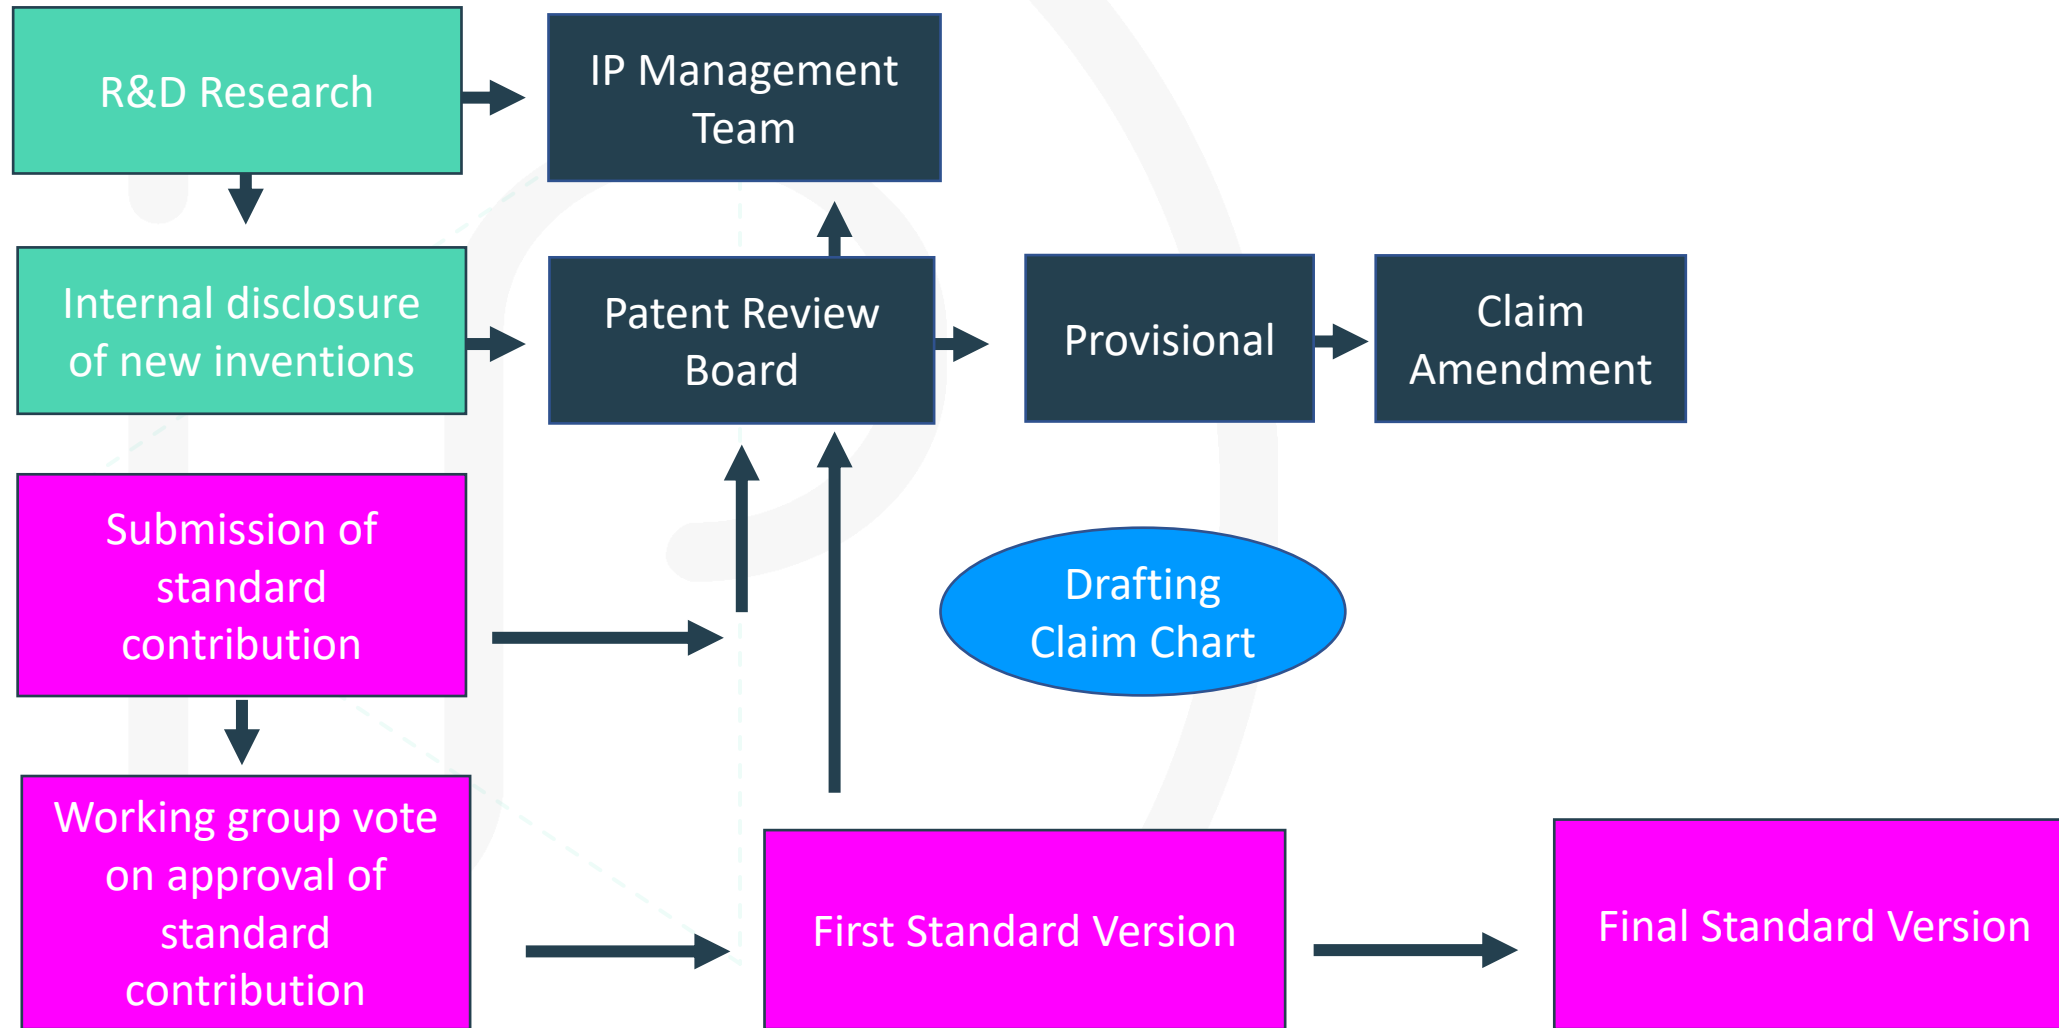 R&D Research
IP Management
Team
Internal disclosure
of new inventions
Patent Review
Board
Provisional
Claim
Amendment
Submission of
standard
contribution
Drafting
Claim Chart
Working group vote
on approval of
standard
contribution
First Standard Version
Final Standard Version